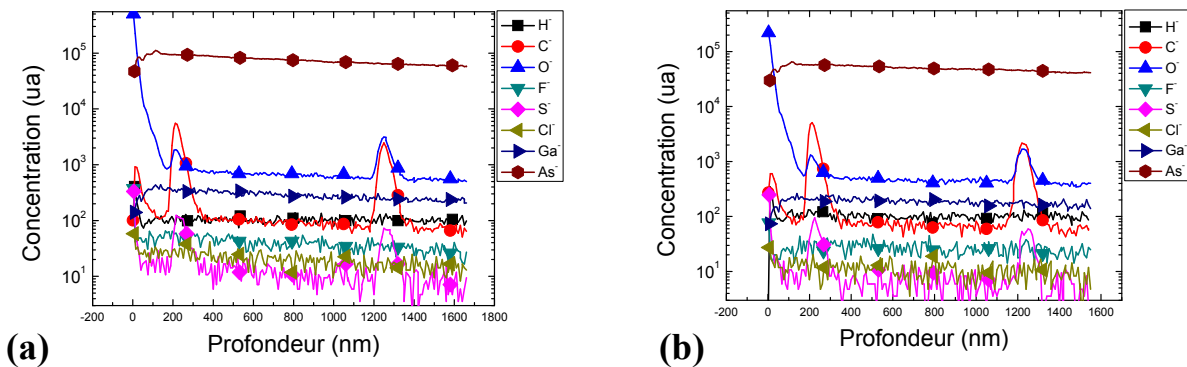 H⁻
C⁻
O⁻
F⁻
S⁻
Cl⁻
Ga⁻
As⁻
10⁵
10⁴
10³
10²
10¹
Concentration (ua)
-200 0 200 400 600 800 1000 1200 1400 1600 1800
Profondeur (nm)
(a)
H⁻
C⁻
O⁻
F⁻
S⁻
Cl⁻
Ga⁻
As⁻
10⁵
10⁴
10³
10²
10¹
Concentration (ua)
-200 0 200 400 600 800 1000 1200 1400 1600
Profondeur (nm)
(b)